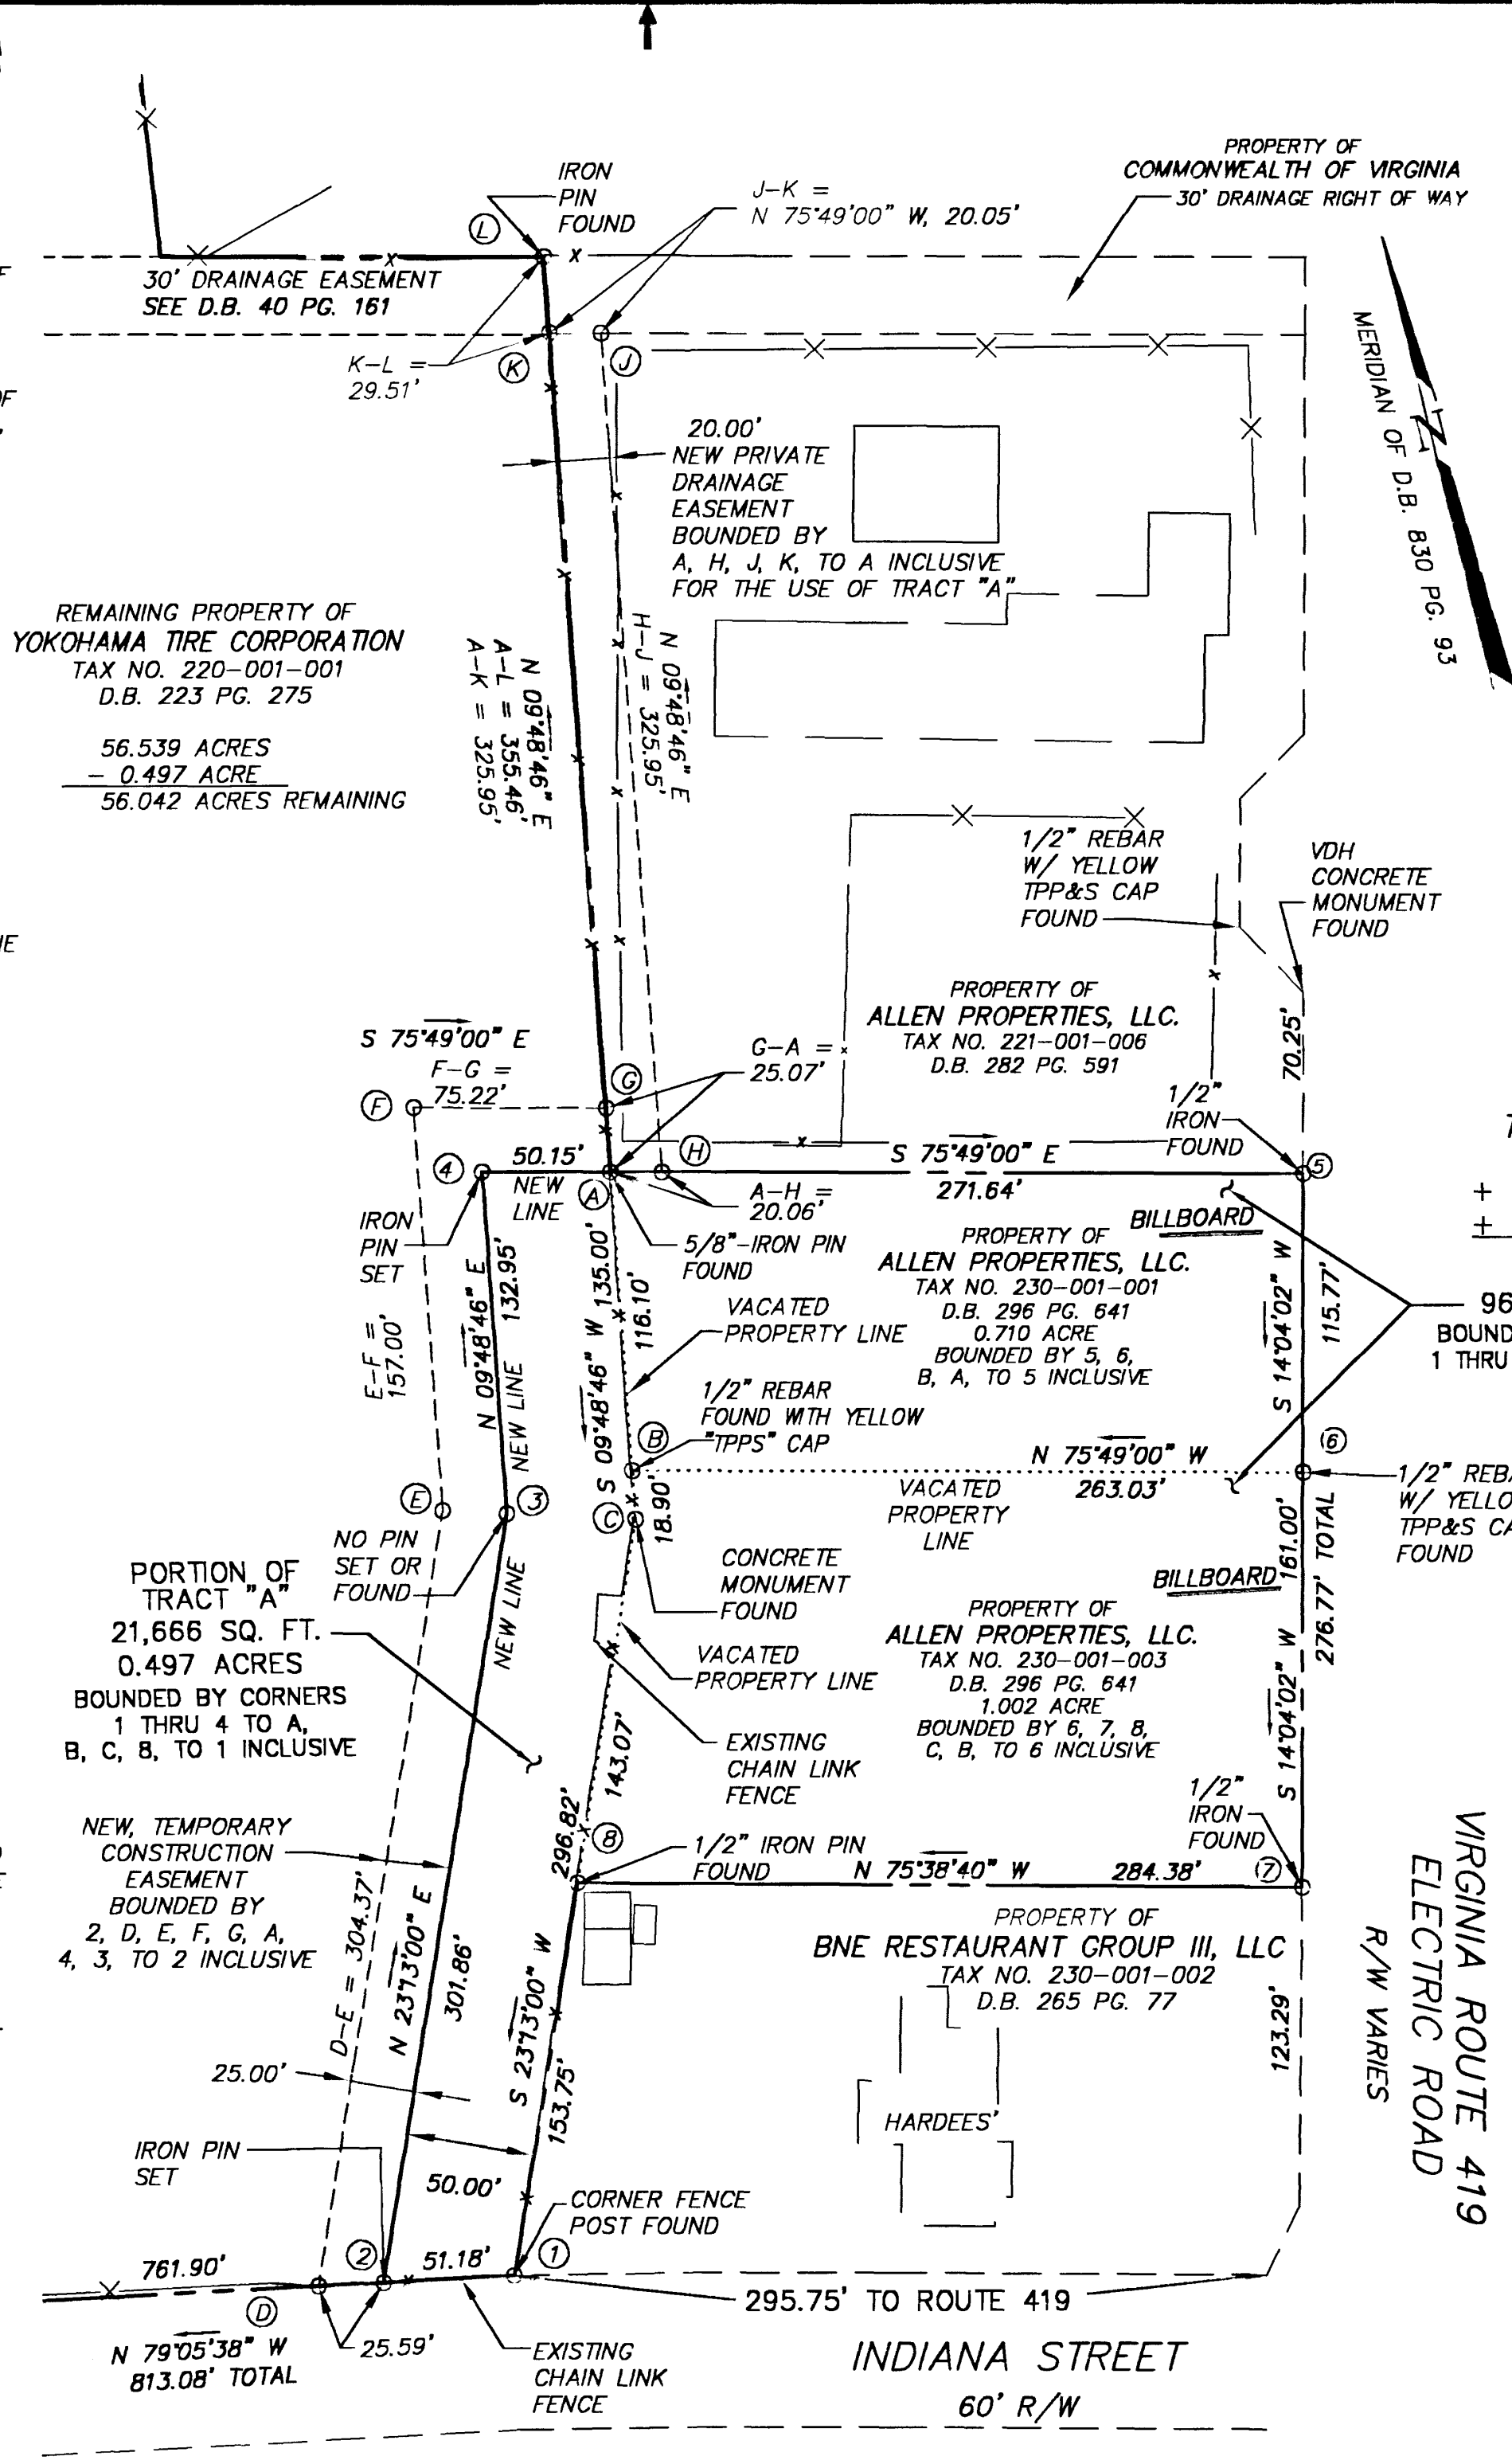 IRON
PIN
FOUND
J-K =
N 75°49'00" W, 20.05'
PROPERTY OF
COMMONWEALTH OF VIRGINIA
30' DRAINAGE RIGHT OF WAY
L
30' DRAINAGE EASEMENT
SEE D.B. 40 PG. 161
K-L =
29.51'
K
J
MERIDIAN OF D.B. 830 PG. 93
N
20.00'
NEW PRIVATE
DRAINAGE
EASEMENT
BOUNDED BY
A, H, J, K, TO A INCLUSIVE
FOR THE USE OF TRACT "A"
REMAINING PROPERTY OF
YOKOHAMA TIRE CORPORATION
TAX NO. 220-001-001
D.B. 223 PG. 275
56.539 ACRES
- 0.497 ACRE
56.042 ACRES REMAINING
N 09°48'46" E
A-L = 355.46'
A-K = 325.95'
N 09°48'46" E
H-J = 325.95'
1/2" REBAR
W/ YELLOW
TPP&S CAP
FOUND
VDH
CONCRETE
MONUMENT
FOUND
PROPERTY OF
ALLEN PROPERTIES, LLC.
TAX NO. 221-001-006
D.B. 282 PG. 591
70.25'
S 75°49'00" E
F-G =
75.22'
F
G
G-A =
25.07'
1/2"
IRON
FOUND
4
50.15'
NEW
LINE
A
H
A-H =
20.06'
S 75°49'00" E
271.64'
5
+
+
IRON
PIN
SET
5/8"-IRON PIN
FOUND
BILLBOARD
PROPERTY OF
ALLEN PROPERTIES, LLC.
TAX NO. 230-001-001
D.B. 296 PG. 641
0.710 ACRE
BOUNDED BY 5, 6,
B, A, TO 5 INCLUSIVE
S 14°04'02" W
115.77'
96
BOUND
1 THRU
E-F =
157.00'
N 09°48'46" E
132.95'
NEW LINE
S 09°48'46" W 135.00'
116.10'
VACATED
PROPERTY LINE
1/2" REBAR
FOUND WITH YELLOW
"TPPS" CAP
B
N 75°49'00" W
263.03'
VACATED
PROPERTY
LINE
6
1/2" REBA
W/ YELLO
TPP&S CA
FOUND
E
3
C
18.90'
NO PIN
SET OR
FOUND
NEW LINE
CONCRETE
MONUMENT
FOUND
BILLBOARD
161.00'
276.77' TOTAL
PORTION OF
TRACT "A"
21,666 SQ. FT.
0.497 ACRES
BOUNDED BY CORNERS
1 THRU 4 TO A,
B, C, 8, TO 1 INCLUSIVE
VACATED
PROPERTY LINE
PROPERTY OF
ALLEN PROPERTIES, LLC.
TAX NO. 230-001-003
D.B. 296 PG. 641
1.002 ACRE
BOUNDED BY 6, 7, 8,
C, B, TO 6 INCLUSIVE
S 14°04'02" W
143.07'
EXISTING
CHAIN LINK
FENCE
1/2"
IRON
FOUND
NEW, TEMPORARY
CONSTRUCTION
EASEMENT
BOUNDED BY
2, D, E, F, G, A,
4, 3, TO 2 INCLUSIVE
296.82'
8
1/2" IRON PIN
FOUND
N 75°38'40" W
284.38'
7
D-E = 304.37'
N 23°13'00" E
301.86'
S 23°13'00" W
153.75'
PROPERTY OF
BNE RESTAURANT GROUP III, LLC
TAX NO. 230-001-002
D.B. 265 PG. 77
123.29'
VIRGINIA ROUTE 419
ELECTRIC ROAD
R/W VARIES
25.00'
HARDEES'
IRON PIN
SET
50.00'
CORNER FENCE
POST FOUND
761.90'
2
51.18'
1
295.75' TO ROUTE 419
D
N 79°05'38" W
813.08' TOTAL
25.59'
EXISTING
CHAIN LINK
FENCE
INDIANA STREET
60' R/W